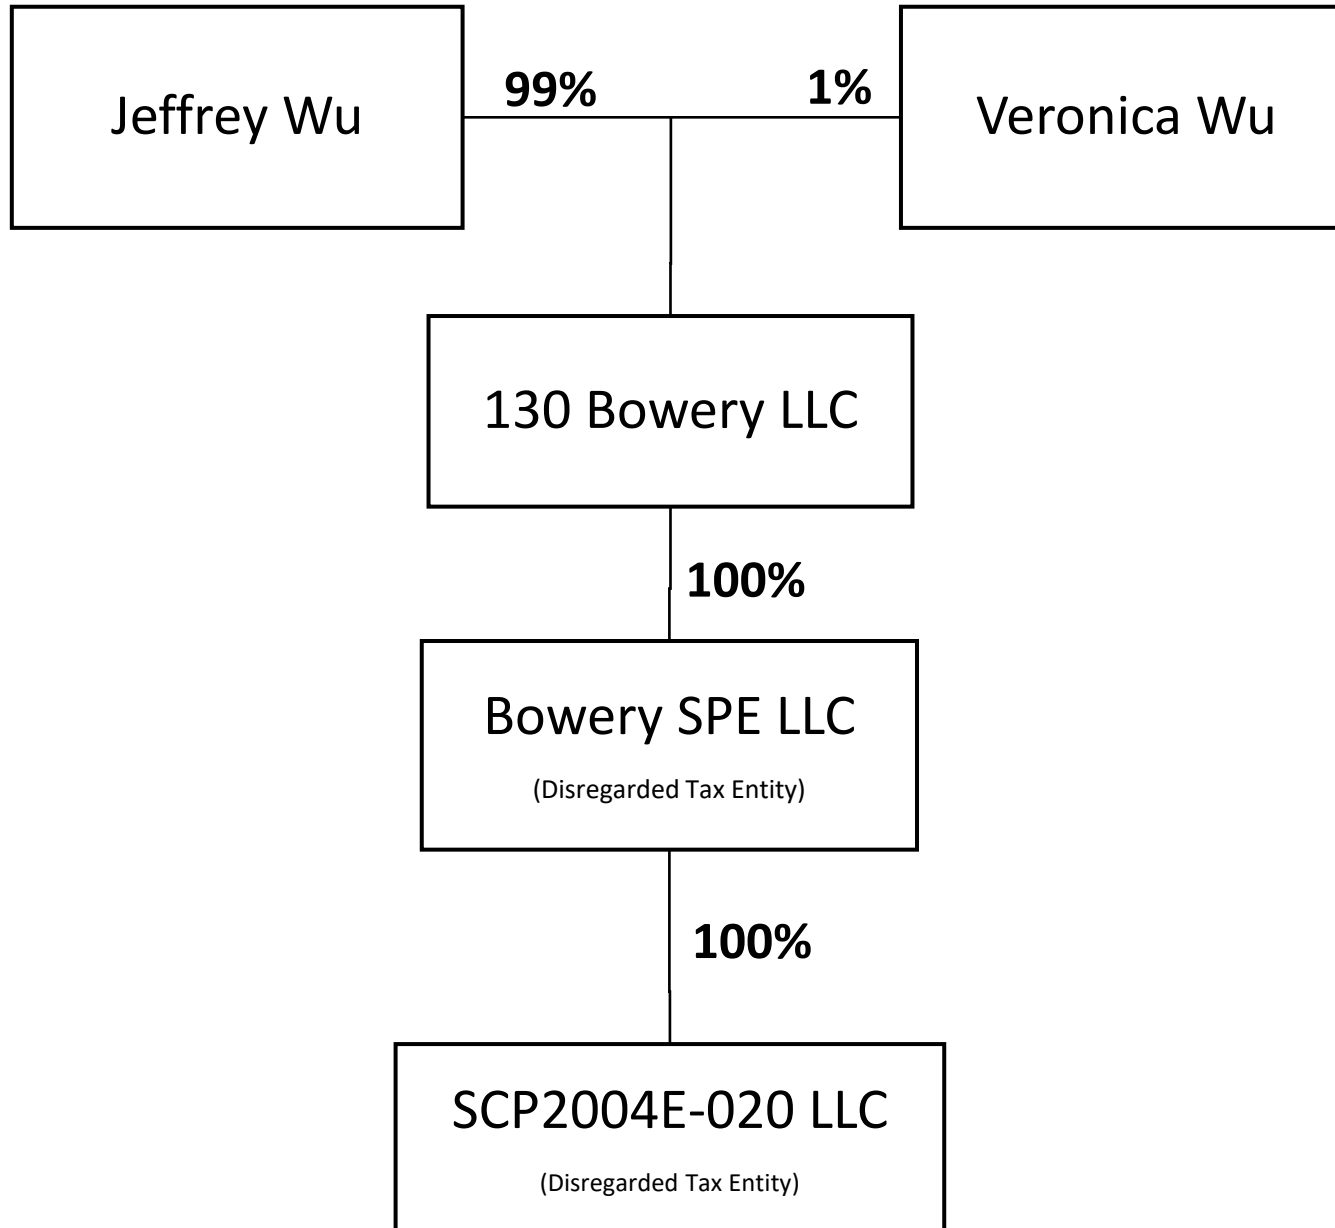 Jeffrey Wu
99%
1%
Veronica Wu
130 Bowery LLC
100%
Bowery SPE LLC
(Disregarded Tax Entity)
100%
SCP2004E-020 LLC
(Disregarded Tax Entity)